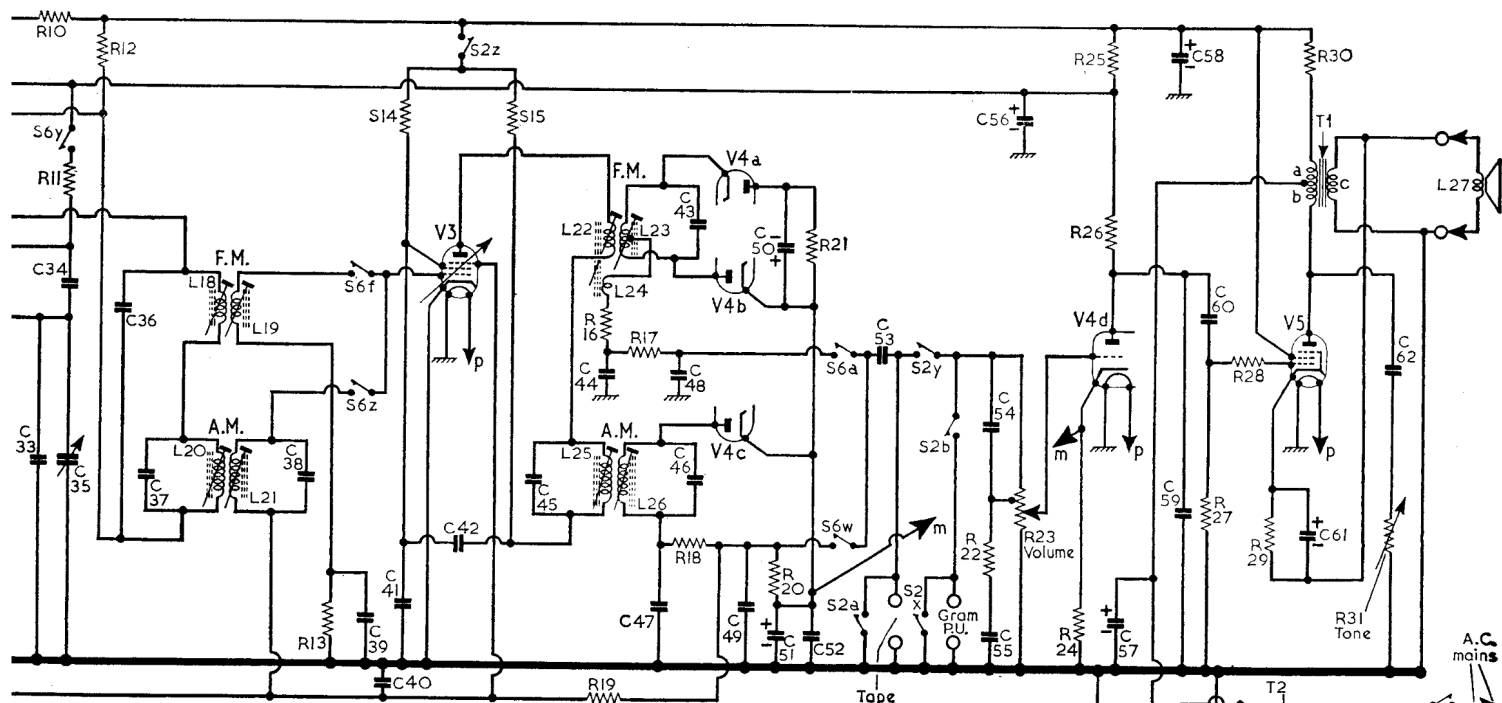 R10
R12
S2z
R25
C58
R30
S6y
S14
S15
C56
T1
R11
V4a
F.M.
C
43
a
b
c
L27
F.M.
V3
L22
L23
C
50
R21
R26
C34
L18
S6f
L24
V4b
C
60
C36
L19
p
R
16
R17
C
53
V4d
V5
C
62
C
44
C
48
S6a
S2y
R28
S6z
C
54
S2b
m
p
p
A.M.
A.M.
V4c
C
33
C
35
L20
C
38
L25
C
46
C
37
L21
C
45
L26
R23
Volume
C
59
R
27
R
29
C61
C42
R18
S6w
m
R
22
R31
Tone
C
41
R
20
S2a
S2
x
Gram
P.U.
R13
C
39
C47
C
49
C
51
C52
C
55
R
24
C
57
A.C.
mains
C40
R19
Tape
T2